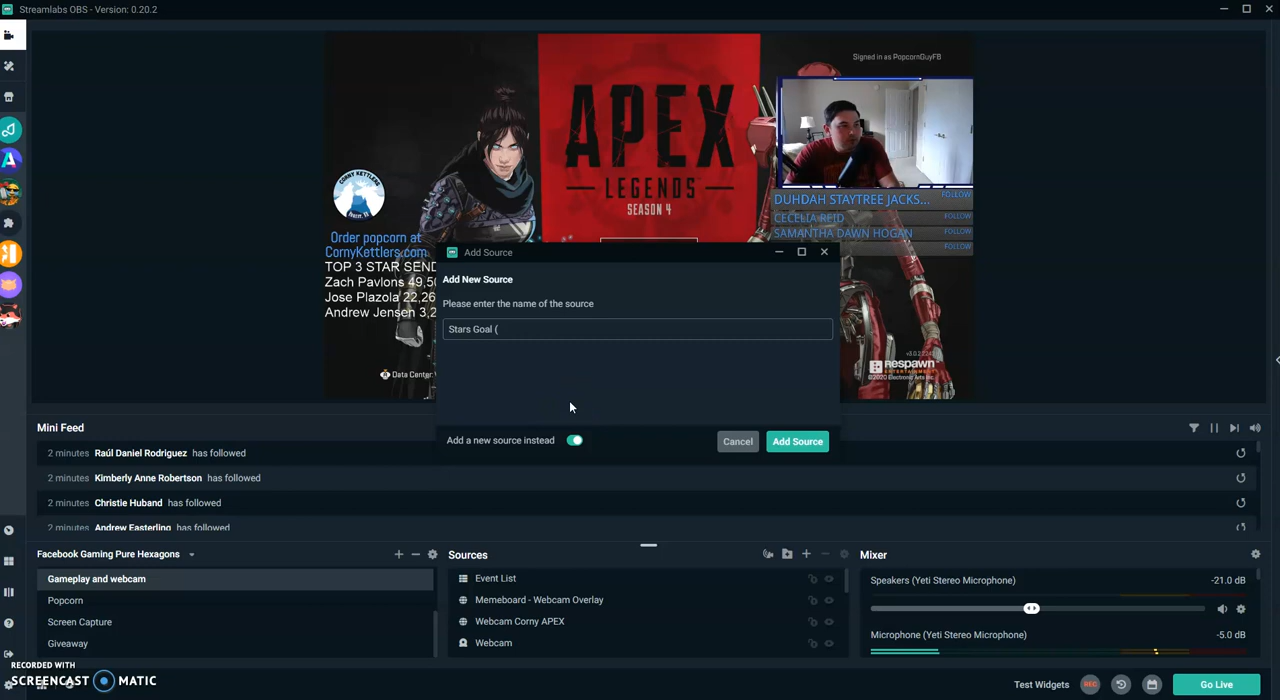 Streamlabs OBS - Version: 0.20.2
Signed in as PopcornGuyFB
APEX
LEGENDS
SEASON 4
CORNY KETTLERS
Order popcorn at
CornyKettlers.com
TOP 3 STAR SEND
Zach Pavlons 49,50
Jose Plazola 22,26
Andrew Jensen 3,2
Data Center:
DUHDAH STAYTREE JACKS... FOLLOW
CECELIA REID FOLLOW
SAMANTHA DAWN HOGAN FOLLOW
FOLLOW
Respawn
ENTERTAINMENT
Add Source
Add New Source
Please enter the name of the source
Stars Goal (
Add a new source instead
Cancel
Add Source
Mini Feed
2 minutes Raúl Daniel Rodriguez has followed
2 minutes Kimberly Anne Robertson has followed
2 minutes Christie Huband has followed
2 minutes Andrew Easterling has followed
Facebook Gaming Pure Hexagons
Gameplay and webcam
Popcorn
Screen Capture
Giveaway
Sources
Event List
Memeboard - Webcam Overlay
Webcam Corny APEX
Webcam
Mixer
Speakers (Yeti Stereo Microphone) -21.0 dB
Microphone (Yeti Stereo Microphone) -5.0 dB
RECORDED WITH
SCREENCAST MATIC
Test Widgets
REC
Go Live